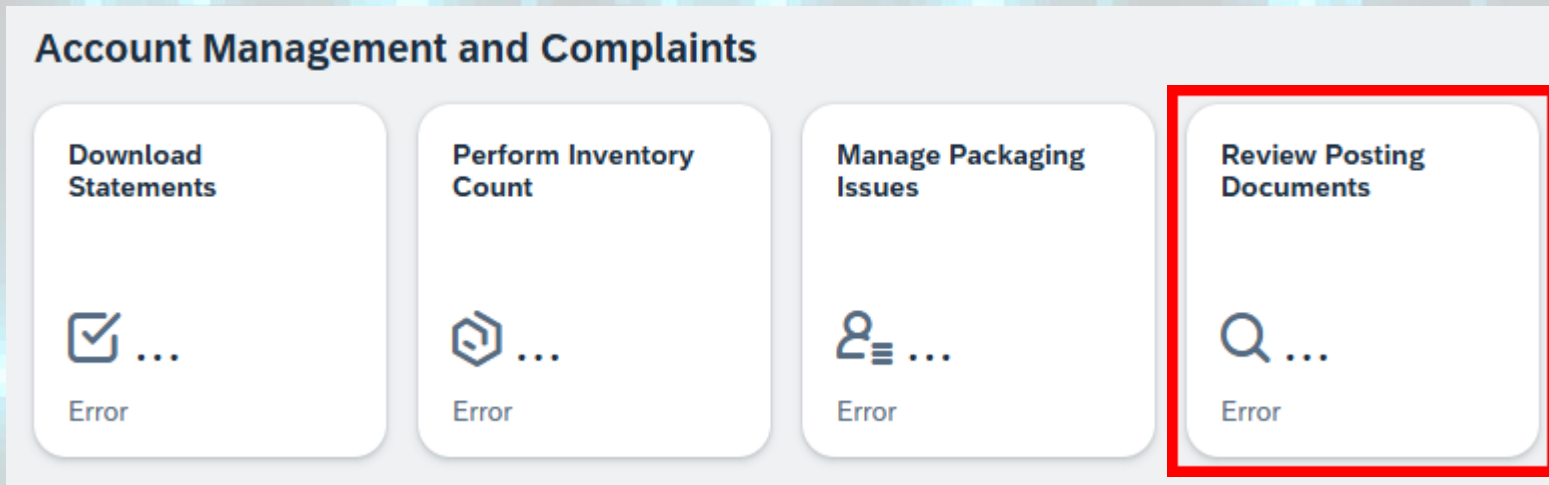 Account Management and Complaints
Download
Statements
...
Error
Perform Inventory
Count
...
Error
Manage Packaging
Issues
...
Error
Review Posting
Documents
...
Error